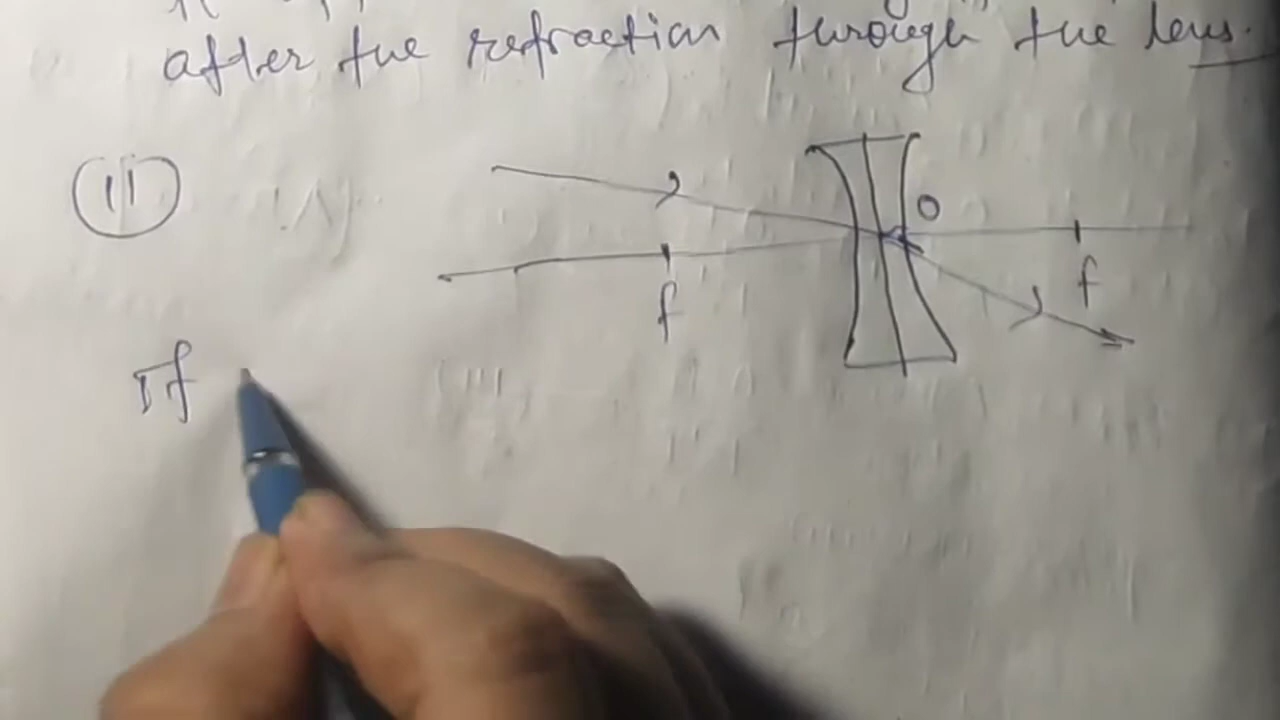 after the refraction through the lens.
(II)
O
f f
If